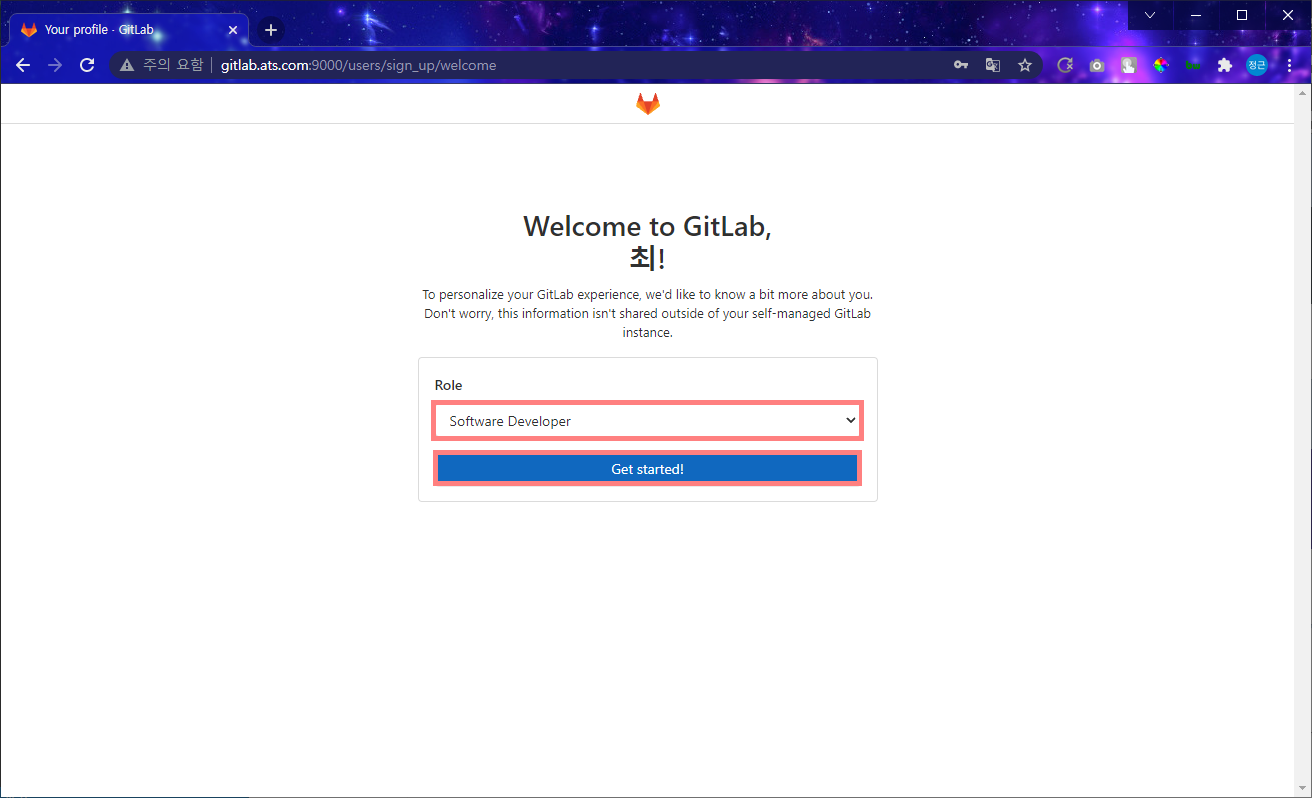 Your profile · GitLab
주의 요함 gitlab.ats.com:9000/users/sign_up/welcome
정근
Welcome to GitLab,
최!
To personalize your GitLab experience, we'd like to know a bit more about you.
Don't worry, this information isn't shared outside of your self-managed GitLab
instance.
Role
Software Developer
Get started!